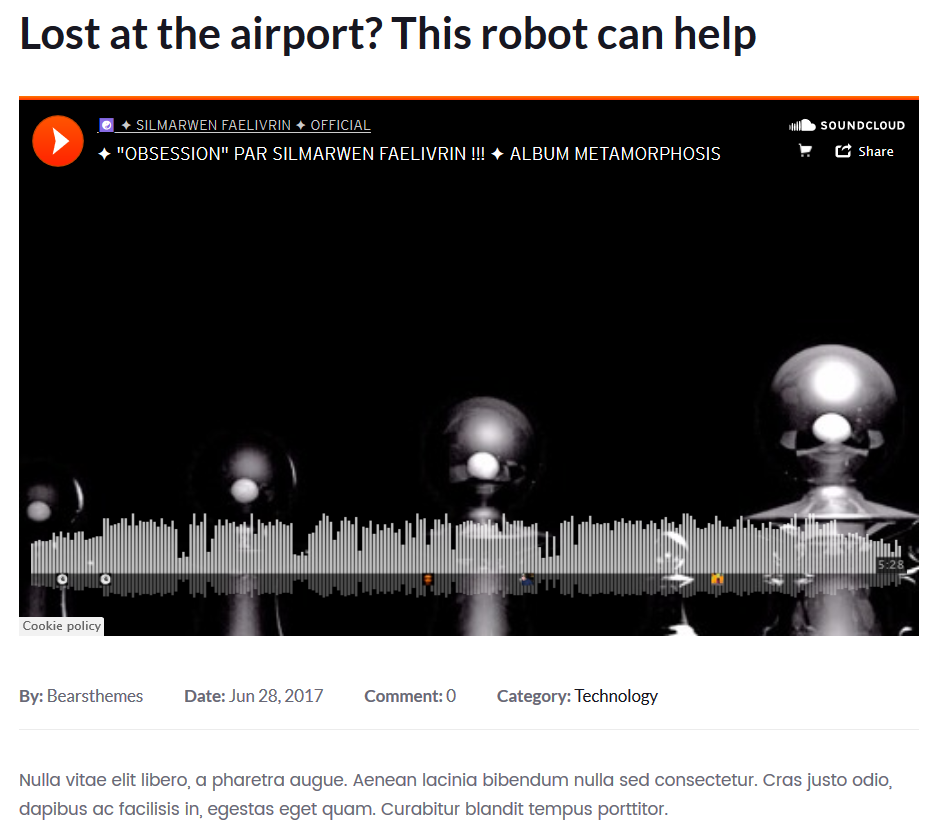 Lost at the airport? This robot can help
✦ SILMARWEN FAELIVRIN ✦ OFFICIAL
SOUNDCLOUD
✦ "OBSESSION" PAR SILMARWEN FAELIVRIN !!! ✦ ALBUM METAMORPHOSIS
Share
5:28
Cookie policy
By: Bearsthemes Date: Jun 28, 2017 Comment: 0 Category: Technology
Nulla vitae elit libero, a pharetra augue. Aenean lacinia bibendum nulla sed consectetur. Cras justo odio,
dapibus ac facilisis in, egestas eget quam. Curabitur blandit tempus porttitor.